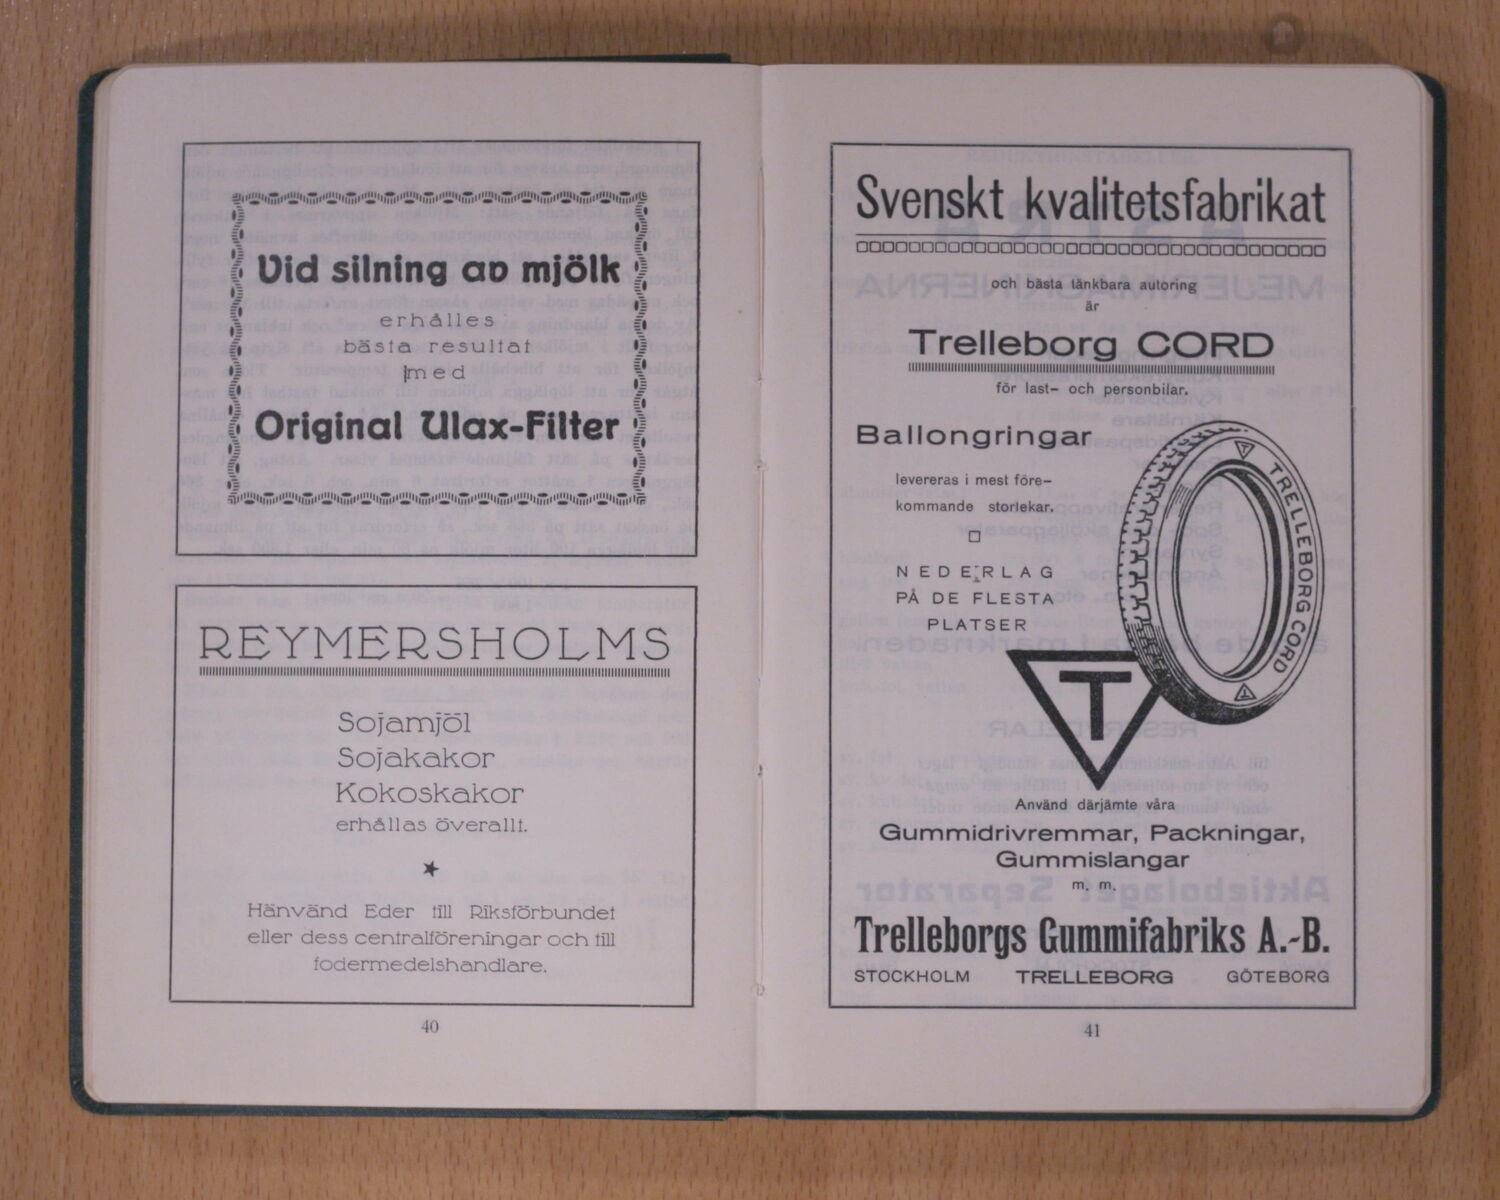 Vid silning av mjölk
erhålles
bästa resultat
med
Original Ulax-Filter
REYMERSHOLMS
Sojamjöl
Sojakakor
Kokoskakor
erhållas överallt.
Hänvänd Eder till Riksförbundet
eller dess centralföreningar och till
fodermedelshandlare.
40
Svenskt kvalitetsfabrikat
och bästa tänkbara autoring
är
Trelleborg CORD
för last- och personbilar.
Ballongringar
levereras i mest före-
kommande storlekar.
NEDERLAG
PÅ DE FLESTA
PLATSER
TRELLEBORG CORD
T
Använd därjämte våra
Gummidrivremmar, Packningar,
Gummislangar
m. m.
Trelleborgs Gummifabriks A.-B.
STOCKHOLM TRELLEBORG GÖTEBORG
41